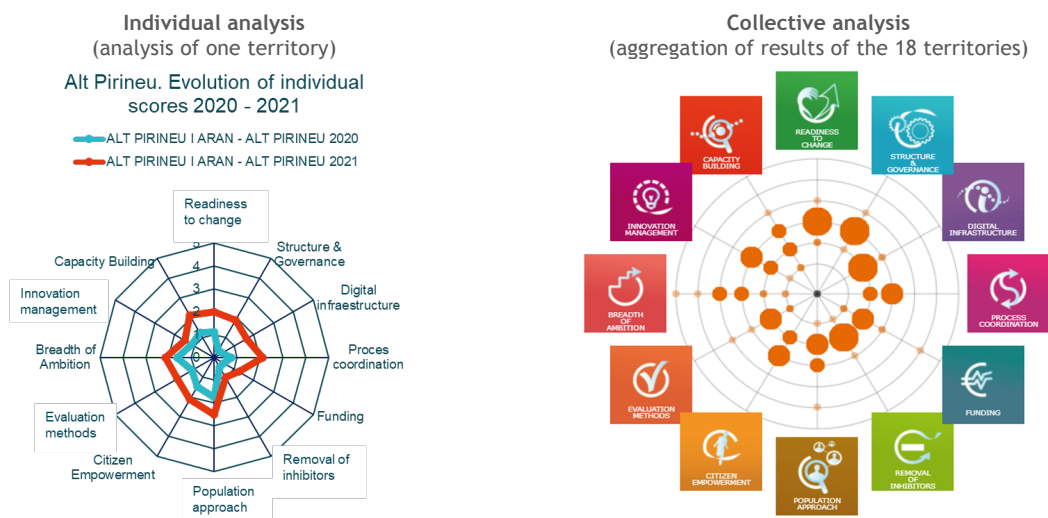 Individual analysis
(analysis of one territory)
Alt Pirineu. Evolution of individual
scores 2020 - 2021
ALT PIRINEU I ARAN - ALT PIRINEU 2020
ALT PIRINEU I ARAN - ALT PIRINEU 2021
Readiness
to change
Structure &
Governance
Digital
infraestructure
Proces
coordination
Funding
Removal of
inhibitors
Population
approach
Citizen
Empowerment
Evaluation
methods
Breadth of
Ambition
Innovation
management
Capacity Building
5
4
3
2
1
0
Collective analysis
(aggregation of results of the 18 territories)
READINESS
TO
CHANGE
STRUCTURE
&
GOVERNANCE
DIGITAL
INFRASTRUCTURE
PROCESS
COORDINATION
FUNDING
REMOVAL
OF
INHIBITORS
POPULATION
APPROACH
CITIZEN
EMPOWERMENT
EVALUATION
METHODS
BREADTH
OF
AMBITION
INNOVATION
MANAGEMENT
CAPACITY
BUILDING